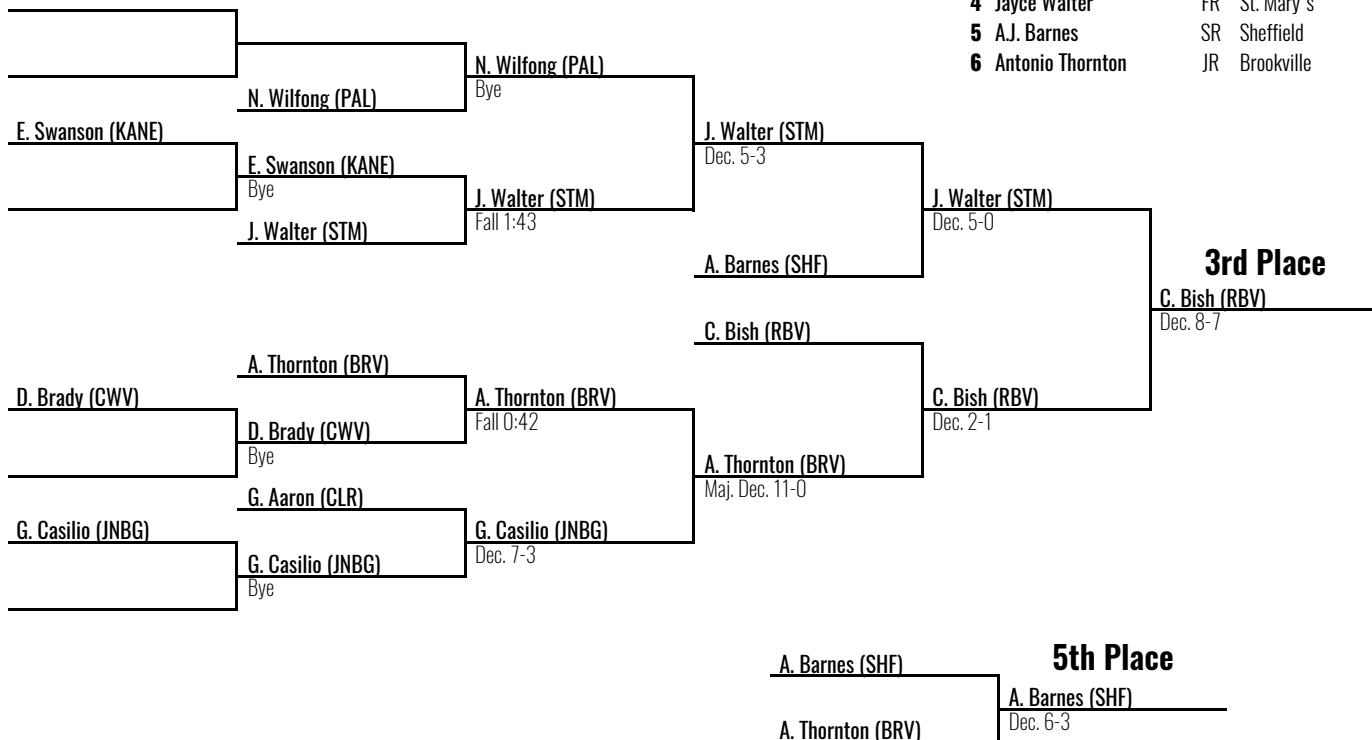 4 Jayce Walter FR St. Mary's
5 A.J. Barnes SR Sheffield
6 Antonio Thornton JR Brookville
N. Wilfong (PAL)
N. Wilfong (PAL)
Bye
E. Swanson (KANE)
E. Swanson (KANE)
Bye
J. Walter (STM)
J. Walter (STM)
Fall 1:43
J. Walter (STM)
Dec. 5-3
A. Barnes (SHF)
J. Walter (STM)
Dec. 5-0
3rd Place
C. Bish (RBV)
Dec. 8-7
C. Bish (RBV)
C. Bish (RBV)
Dec. 2-1
A. Thornton (BRV)
D. Brady (CWV)
D. Brady (CWV)
Bye
A. Thornton (BRV)
Fall 0:42
A. Thornton (BRV)
Maj. Dec. 11-0
G. Aaron (CLR)
G. Casilio (JNBG)
G. Casilio (JNBG)
Bye
G. Casilio (JNBG)
Dec. 7-3
5th Place
A. Barnes (SHF)
A. Barnes (SHF)
Dec. 6-3
A. Thornton (BRV)